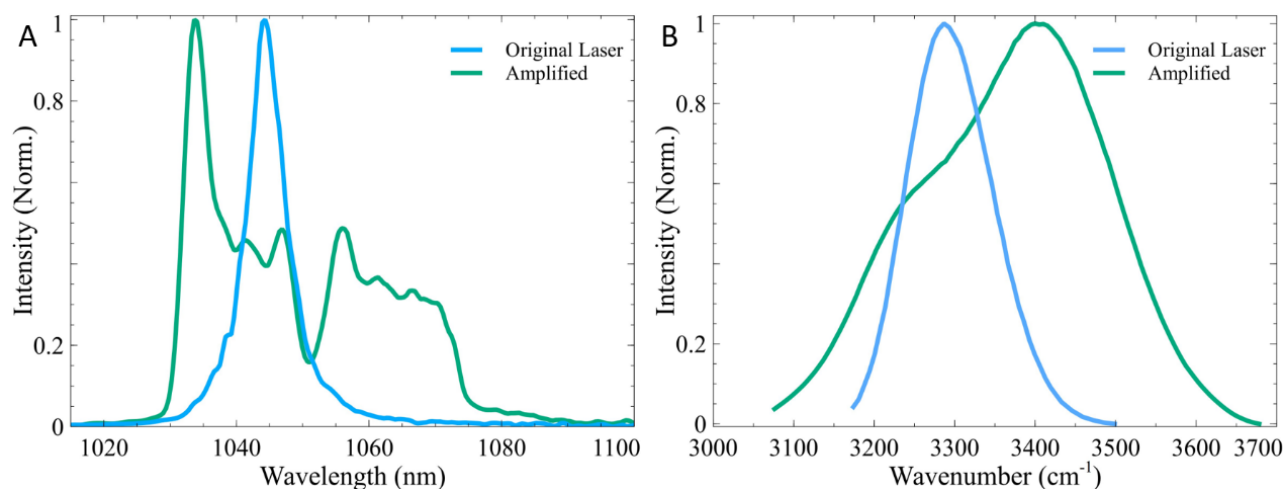 A
Original Laser
Amplified
Intensity (Norm.)
1
0.8
0.2
0
1020 1040 1060 1080 1100
Wavelength (nm)
B
Original Laser
Amplified
Intensity (Norm.)
1
0.8
0.2
0
3000 3100 3200 3300 3400 3500 3600 3700
Wavenumber (cm⁻¹)